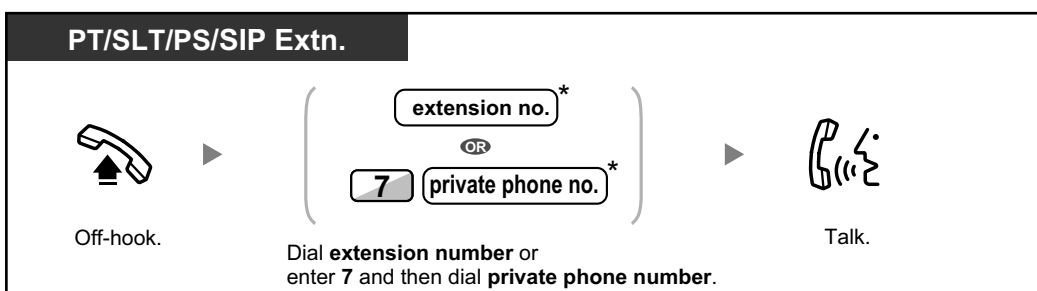 PT/SLT/PS/SIP Extn.
extension no.*
OR
7 private phone no.*
Off-hook.
Dial extension number or
enter 7 and then dial private phone number.
Talk.